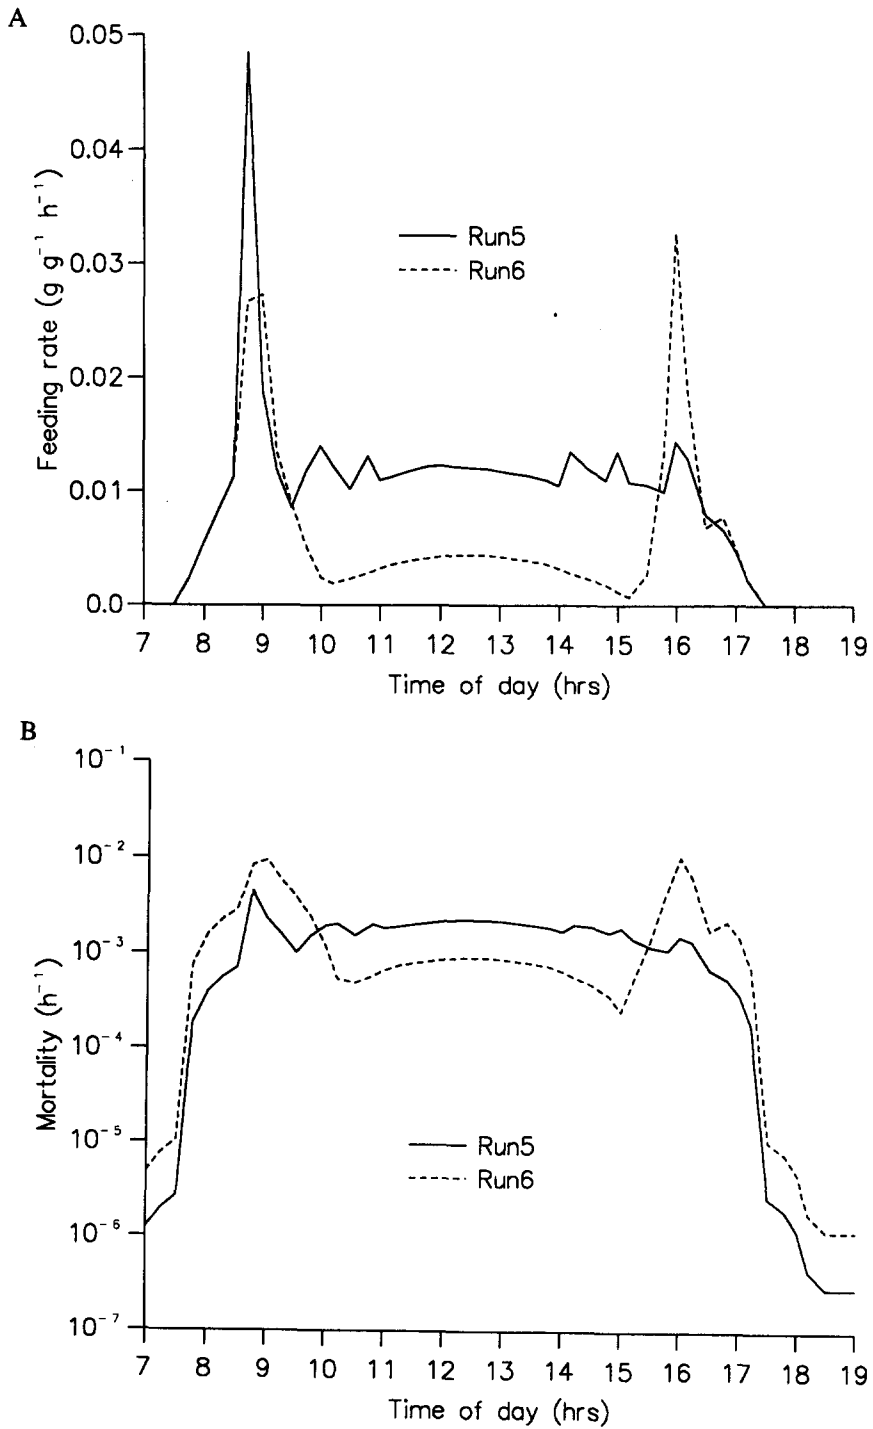 A
0.05
0.04
0.03
0.02
0.01
0.0
Feeding rate (g g⁻¹ h⁻¹)
Run5
Run6
7 8 9 10 11 12 13 14 15 16 17 18 19
Time of day (hrs)
B
10⁻¹
10⁻²
10⁻³
10⁻⁴
10⁻⁵
10⁻⁶
10⁻⁷
Mortality (h⁻¹)
Run5
Run6
7 8 9 10 11 12 13 14 15 16 17 18 19
Time of day (hrs)